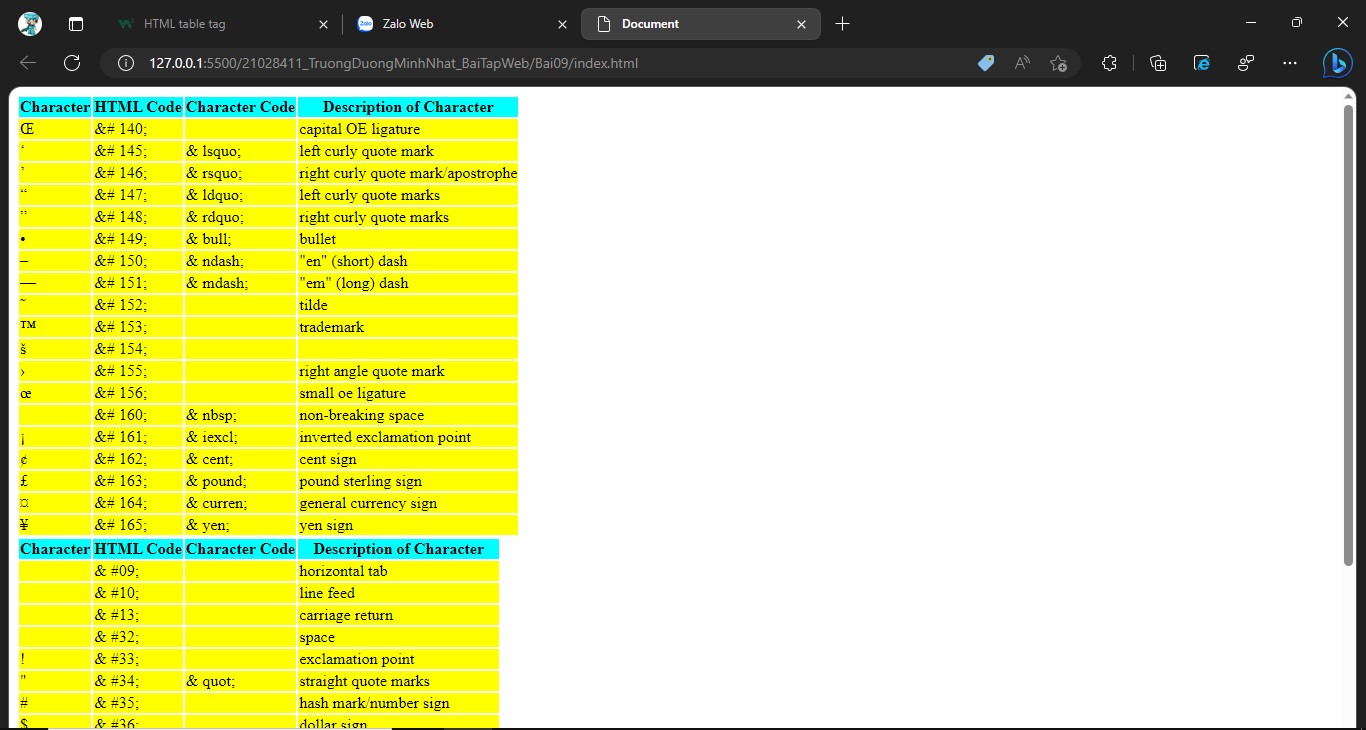 HTML table tag
Zalo Zalo Web
Document
127.0.0.1:5500/21028411_TruongDuongMinhNhat_BaiTapWeb/Bai09/index.html
Character HTML Code Character Code Description of Character
Œ &# 140; capital OE ligature
‘ &# 145; & lsquo; left curly quote mark
’ &# 146; & rsquo; right curly quote mark/apostrophe
“ &# 147; & ldquo; left curly quote marks
” &# 148; & rdquo; right curly quote marks
• &# 149; & bull; bullet
– &# 150; & ndash; "en" (short) dash
— &# 151; & mdash; "em" (long) dash
˜ &# 152; tilde
™ &# 153; trademark
š &# 154;
› &# 155; right angle quote mark
œ &# 156; small oe ligature
&# 160; & nbsp; non-breaking space
¡ &# 161; & iexcl; inverted exclamation point
¢ &# 162; & cent; cent sign
£ &# 163; & pound; pound sterling sign
¤ &# 164; & curren; general currency sign
¥ &# 165; & yen; yen sign
Character HTML Code Character Code Description of Character
& #09; horizontal tab
& #10; line feed
& #13; carriage return
& #32; space
! & #33; exclamation point
" & #34; & quot; straight quote marks
# & #35; hash mark/number sign
$ & #36; dollar sign